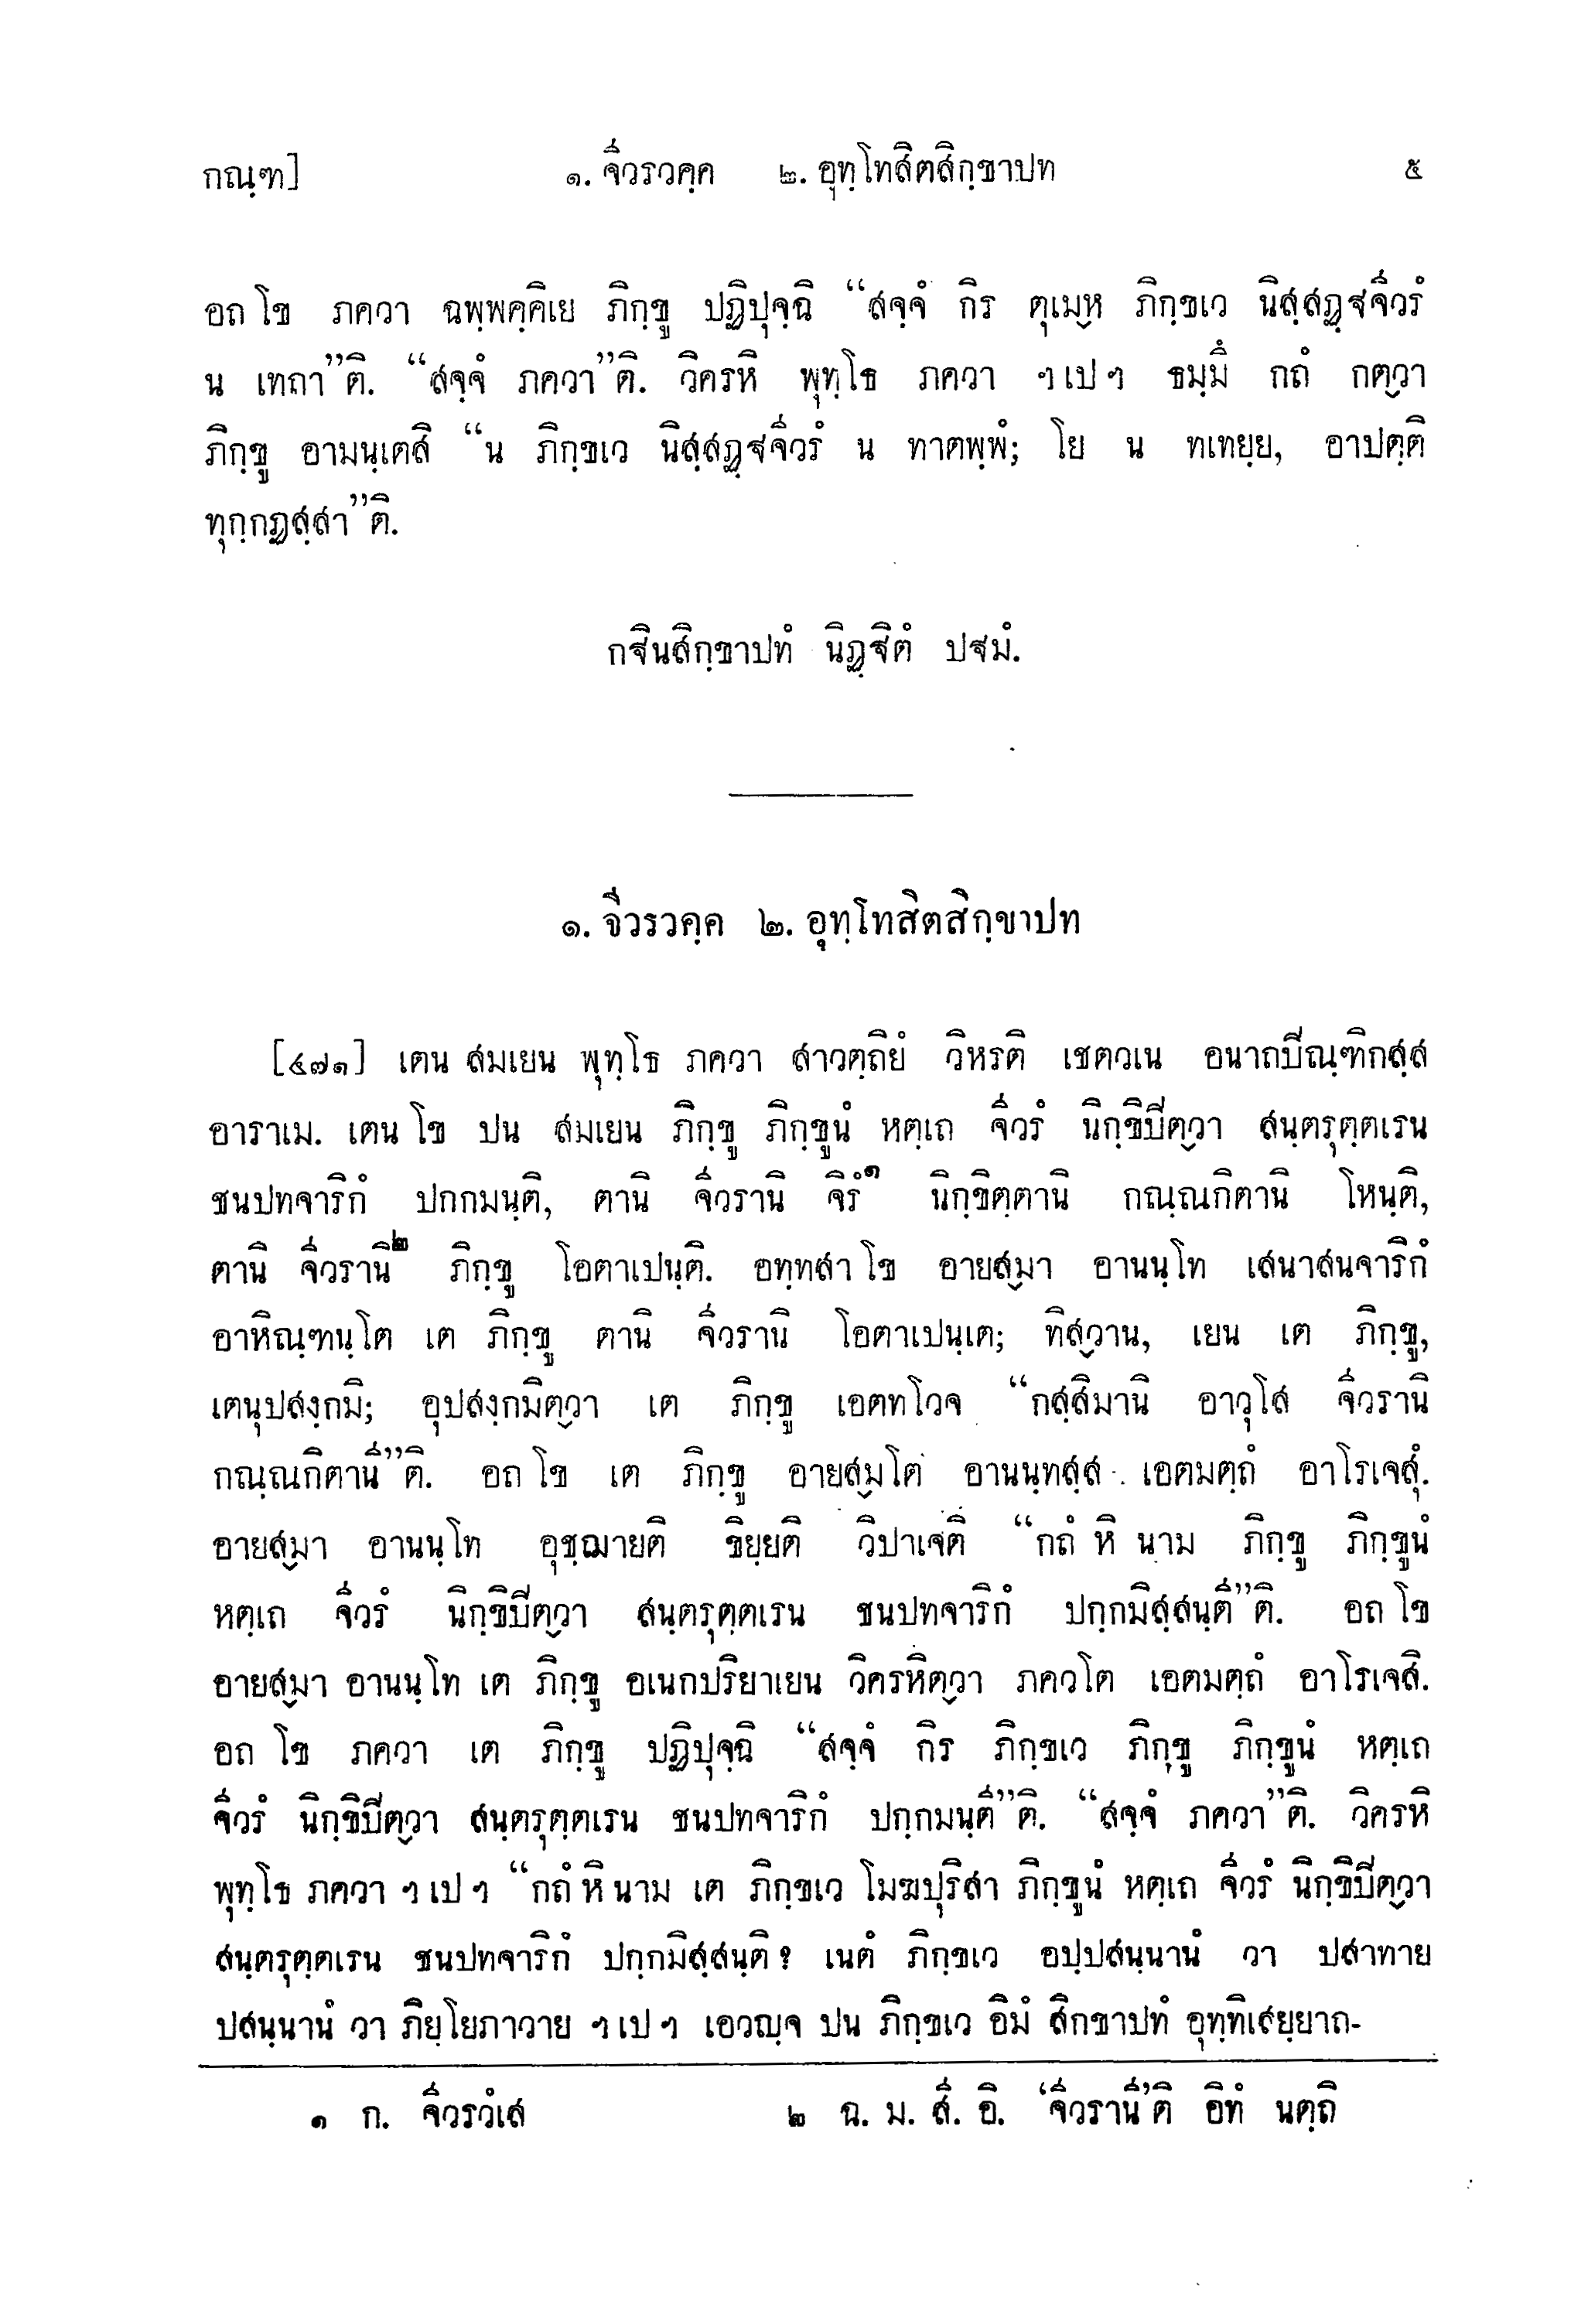 กณฺฑ] ๑. จีวรวคฺค ๒. อุทฺโทสิตสิกฺขาปท ๕
อถ โข ภควา ฉพฺพคฺคิเย ภิกฺขู ปฏิปุจฺฉิ “สจฺจํ กิร ตุเมฺห ภิกฺขเว นิสฺสฏฺฐจีวรํ
น เทถา”ติ. “สจฺจํ ภควา”ติ. วิครหิ พุทฺโธ ภควา ฯเปฯ ธมฺมึ กถํ กตฺวา
ภิกฺขู อามนฺเตสิ “น ภิกฺขเว นิสฺสฏฺฐจีวรํ น ทาตพฺพํ; โย น ทเทยฺย, อาปตฺติ
ทุกฺกฏสฺสา”ติ.
กฐินสิกฺขาปทํ นิฏฺฐิตํ ปฐมํ.
๑. จีวรวคฺค ๒. อุทฺโทสิตสิกฺขาปท
[๔๗๑] เตน สมเยน พุทฺโธ ภควา สาวตฺถิยํ วิหรติ เชตวเน อนาถปิณฺฑิกสฺส
อาราเม. เตน โข ปน สมเยน ภิกฺขู ภิกฺขูนํ หตฺเถ จีวรํ นิกฺขิปิตฺวา สนฺตรุตฺตเรน
ชนปทจาริกํ ปกกมนฺติ, ตานิ จีวรานิ จิรํ๑ นิกฺขิตฺตานิ กณฺณกิตานิ โหนฺติ,
ตานิ จีวรานิ๒ ภิกฺขู โอตาเปนฺติ. อทฺทสา โข อายสฺมา อานนฺโท เสนาสนจาริกํ
อาหิณฺฑนฺโต เต ภิกฺขู ตานิ จีวรานิ โอตาเปนฺเต; ทิสฺวาน, เยน เต ภิกฺขู,
เตนุปสงฺกมิ; อุปสงฺกมิตฺวา เต ภิกฺขู เอตทโวจ “กสฺสิมานิ อาวุโส จีวรานิ
กณฺณกิตานี”ติ. อถ โข เต ภิกฺขู อายสฺมโต อานนฺทสฺส เอตมตฺถํ อาโรเจสุํ.
อายสฺมา อานนฺโท อุชฺฌายติ ขิยฺยติ วิปาเจติ “กถํ หิ นาม ภิกฺขู ภิกฺขูนํ
หตฺเถ จีวรํ นิกฺขิปิตฺวา สนฺตรุตฺตเรน ชนปทจาริกํ ปกฺกมิสฺสนฺตี”ติ. อถ โข
อายสฺมา อานนฺโท เต ภิกฺขู อเนกปริยาเยน วิครหิตฺวา ภควโต เอตมตฺถํ อาโรเจสิ.
อถ โข ภควา เต ภิกฺขู ปฏิปุจฺฉิ “สจฺจํ กิร ภิกฺขเว ภิกฺขู ภิกฺขูนํ หตฺเถ
จีวรํ นิกฺขิปิตฺวา สนฺตรุตฺตเรน ชนปทจาริกํ ปกฺกมนฺตี”ติ. “สจฺจํ ภควา”ติ. วิครหิ
พุทฺโธ ภควา ฯเปฯ “กถํ หิ นาม เต ภิกฺขเว โมฆปุริสา ภิกฺขูนํ หตฺเถ จีวรํ นิกฺขิปิตฺวา
สนฺตรุตฺตเรน ชนปทจาริกํ ปกฺกมิสฺสนฺติ? เนตํ ภิกฺขเว อปฺปสนฺนานํ วา ปสาทาย
ปสนฺนานํ วา ภิยฺโยภาวาย ฯเปฯ เอวญฺจ ปน ภิกฺขเว อิมํ สิกขาปทํ อุทฺทิเสยฺยาถ-
๑ ก. จีวรวํเส ๒ ฉ. ม. สี. อิ. ‘จีวรานี’ติ อิทํ นตฺถิ